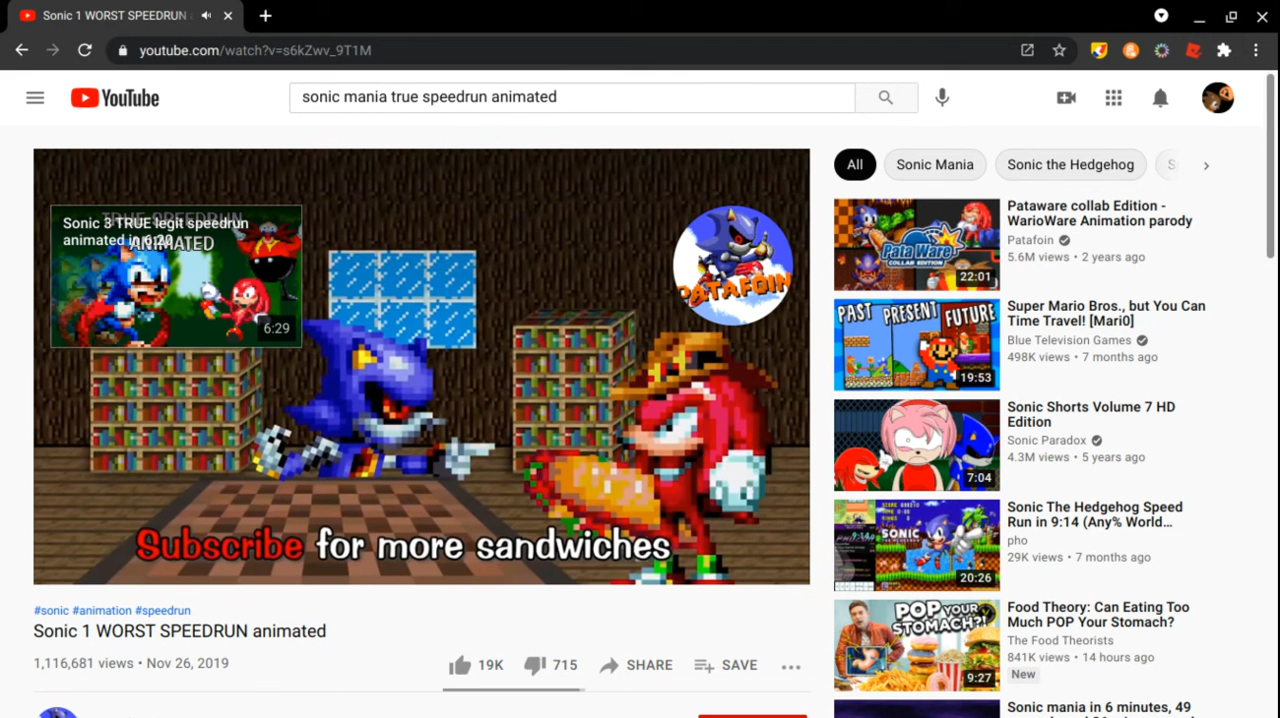 Sonic 1 WORST SPEEDRUN
youtube.com/watch?v=s6kZwv_9T1M
YouTube
sonic mania true speedrun animated
TRUE SPEEDRUN
ANIMATED
Sonic 3 TRUE legit speedrun
animated in 6:20
6:29
PATAFOIN
Subscribe for more sandwiches
#sonic #animation #speedrun
Sonic 1 WORST SPEEDRUN animated
1,116,681 views • Nov 26, 2019
19K
715
SHARE
SAVE
All
Sonic Mania
Sonic the Hedgehog
S
PataWare
COLLAB EDITION
22:01
Pataware collab Edition -
WarioWare Animation parody
Patafoin
5.6M views • 2 years ago
PAST PRESENT FUTURE
19:53
Super Mario Bros., but You Can
Time Travel! [Mari0]
Blue Television Games
498K views • 7 months ago
7:04
Sonic Shorts Volume 7 HD
Edition
Sonic Paradox
4.3M views • 5 years ago
SONIC
20:26
Sonic The Hedgehog Speed
Run in 9:14 (Any% World...
pho
29K views • 7 months ago
POP YOUR
STOMACH?!
9:27
Food Theory: Can Eating Too
Much POP Your Stomach?
The Food Theorists
841K views • 14 hours ago
New
Sonic mania in 6 minutes, 49